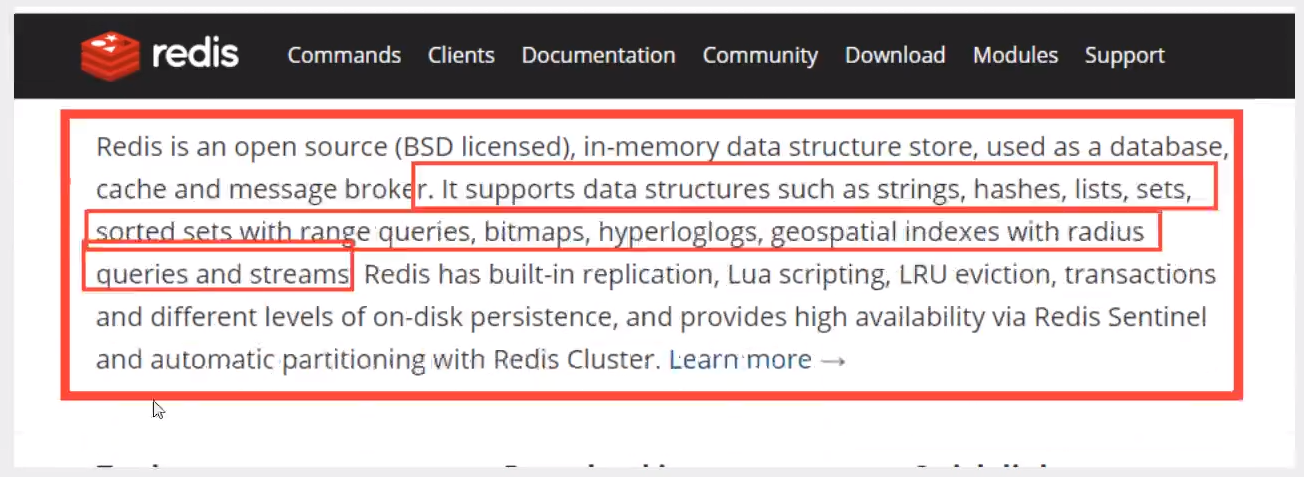 redis Commands Clients Documentation Community Download Modules Support
Redis is an open source (BSD licensed), in-memory data structure store, used as a database,
cache and message broker. It supports data structures such as strings, hashes, lists, sets,
sorted sets with range queries, bitmaps, hyperloglogs, geospatial indexes with radius
queries and streams. Redis has built-in replication, Lua scripting, LRU eviction, transactions
and different levels of on-disk persistence, and provides high availability via Redis Sentinel
and automatic partitioning with Redis Cluster. Learn more →